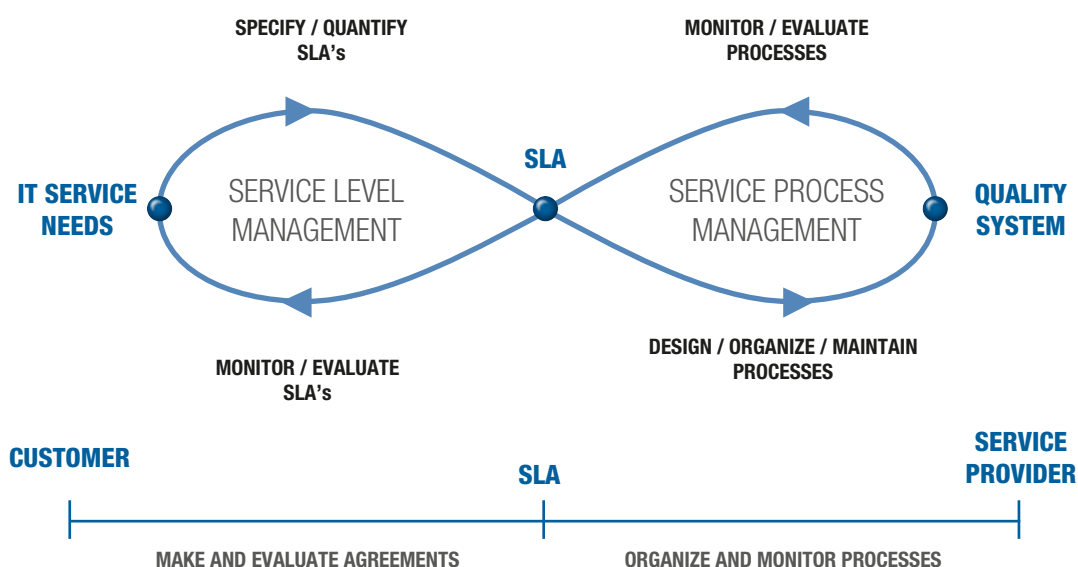 SPECIFY / QUANTIFY
SLA's
MONITOR / EVALUATE
PROCESSES
SLA
IT SERVICE
NEEDS
SERVICE LEVEL
MANAGEMENT
SERVICE PROCESS
MANAGEMENT
QUALITY
SYSTEM
MONITOR / EVALUATE
SLA's
DESIGN / ORGANIZE / MAINTAIN
PROCESSES
CUSTOMER
SLA
SERVICE
PROVIDER
MAKE AND EVALUATE AGREEMENTS
ORGANIZE AND MONITOR PROCESSES